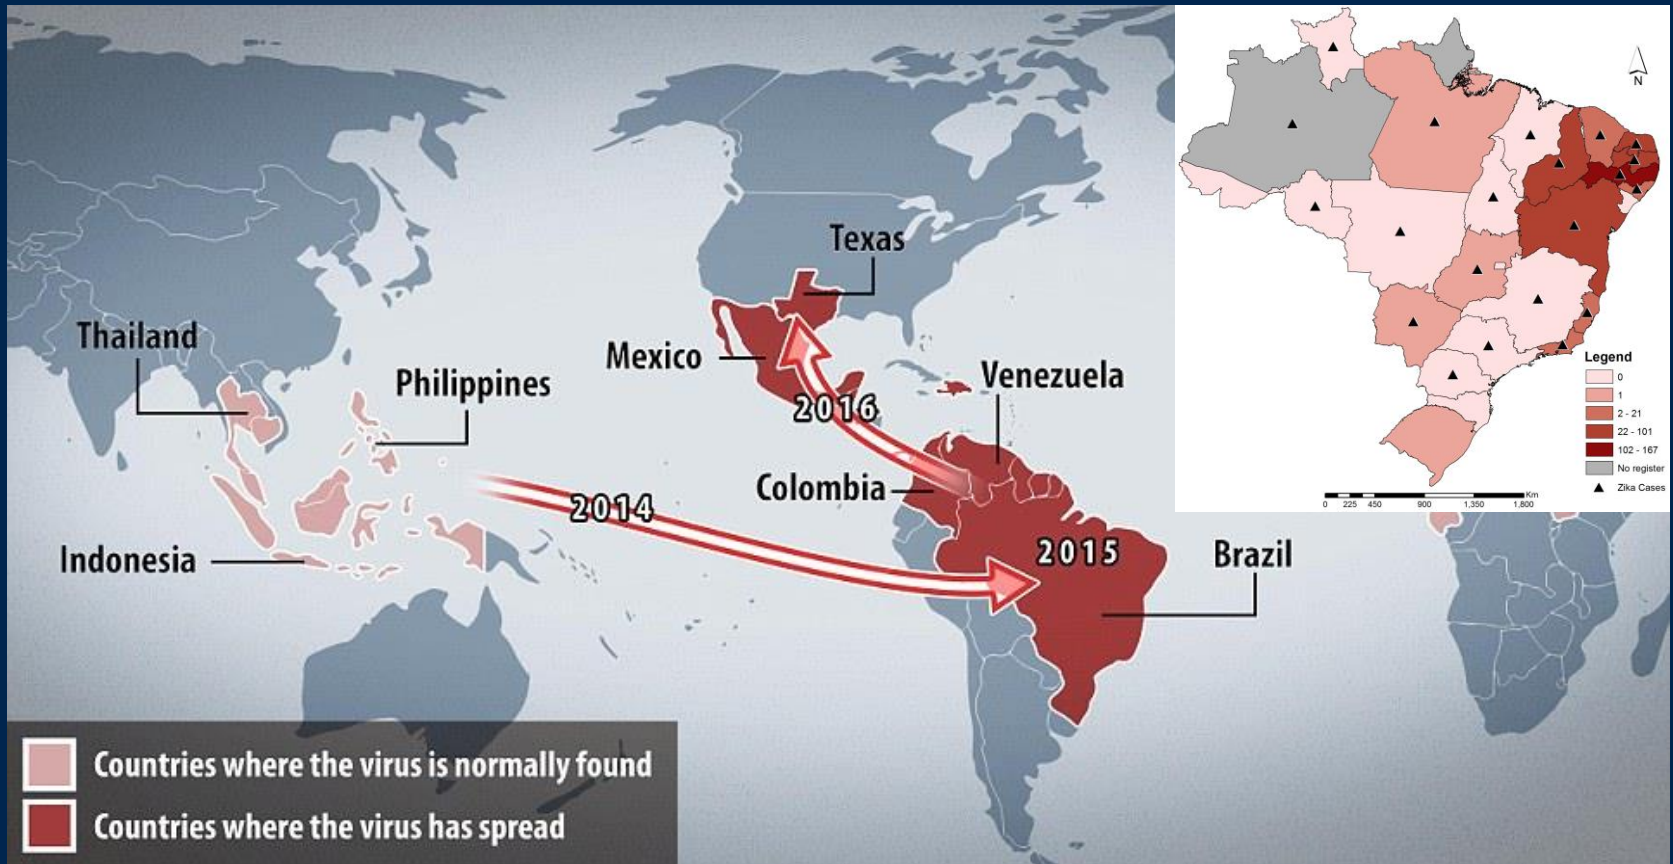 Texas
Thailand
Mexico
Philippines
Venezuela
2016
Colombia
2014
Indonesia
2015
Brazil
Countries where the virus is normally found
Countries where the virus has spread
N
Legend
0
1
2 - 21
22 - 101
102 - 167
No register
Zika Cases
Km
0 225 450 900 1,350 1,800